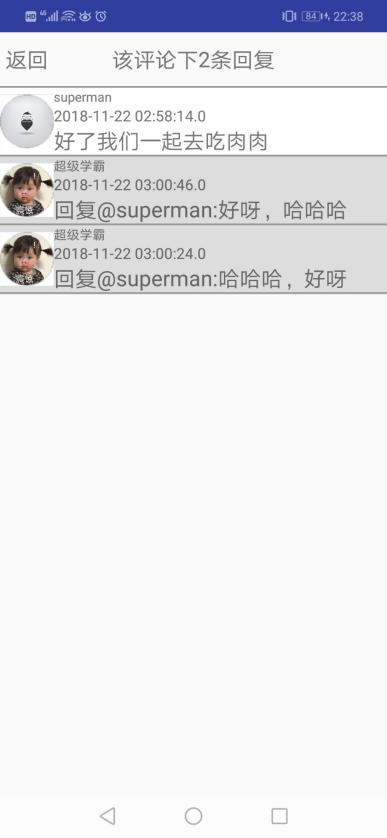 HD 4G 84 22:38
返回 该评论下2条回复
superman
2018-11-22 02:58:14.0
好了我们一起去吃肉肉
超级学霸
2018-11-22 03:00:46.0
回复@superman:好呀，哈哈哈
超级学霸
2018-11-22 03:00:24.0
回复@superman:哈哈哈，好呀